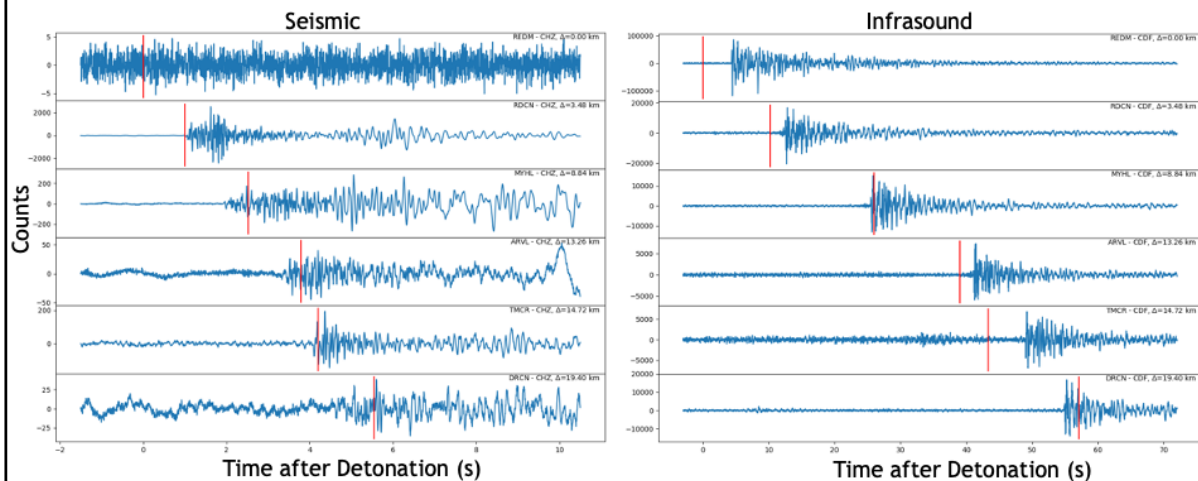 Seismic
REDM - CHZ, Δ=0.00 km
5
0
−5
RDCN - CHZ, Δ=3.48 km
2000
0
−2000
MYHL - CHZ, Δ=8.84 km
200
0
−200
ARVL - CHZ, Δ=13.26 km
50
0
−50
TMCR - CHZ, Δ=14.72 km
200
0
DRCN - CHZ, Δ=19.40 km
25
0
−25
−2 0 2 4 6 8 10
Counts
Time after Detonation (s)
Infrasound
REDM - CDF, Δ=0.00 km
100000
0
−100000
RDCN - CDF, Δ=3.48 km
20000
0
−20000
MYHL - CDF, Δ=8.84 km
10000
0
−10000
ARVL - CDF, Δ=13.26 km
5000
0
−5000
TMCR - CDF, Δ=14.72 km
5000
0
−5000
DRCN - CDF, Δ=19.40 km
20000
10000
0
−10000
0 10 20 30 40 50 60 70
Time after Detonation (s)